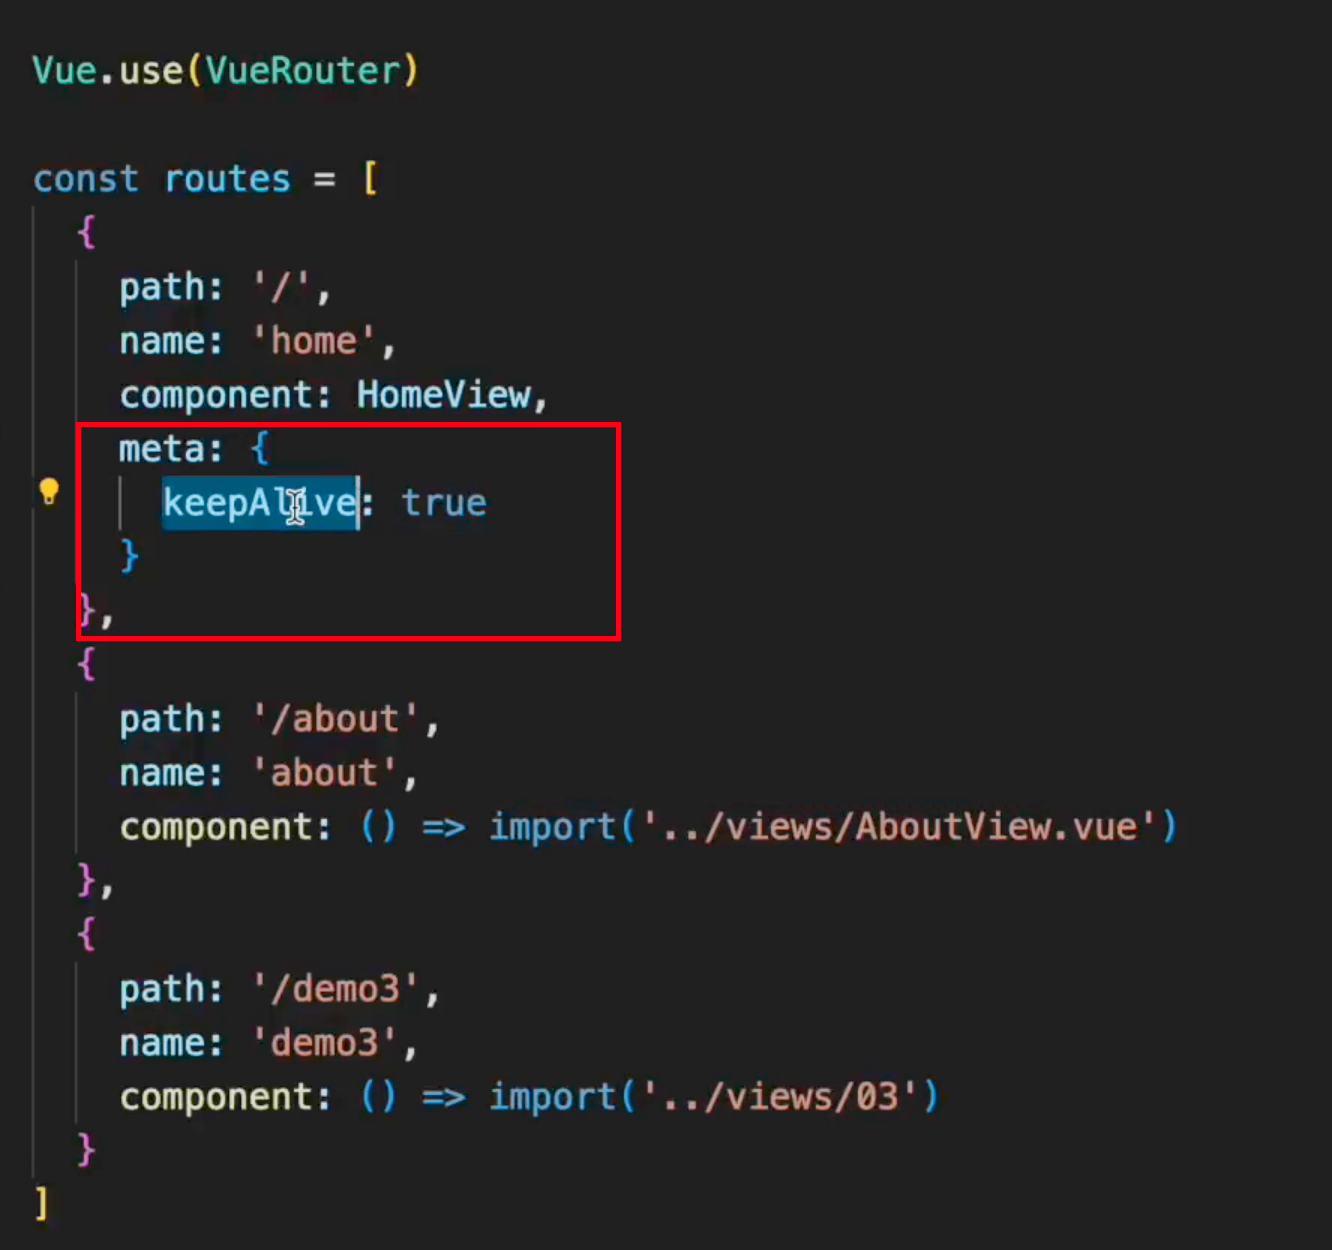 Vue.use(VueRouter)
const routes = [
{
path: '/',
name: 'home',
component: HomeView,
meta: {
keepAlive: true
}
},
{
path: '/about',
name: 'about',
component: () => import('../views/AboutView.vue')
},
{
path: '/demo3',
name: 'demo3',
component: () => import('../views/03')
}
]